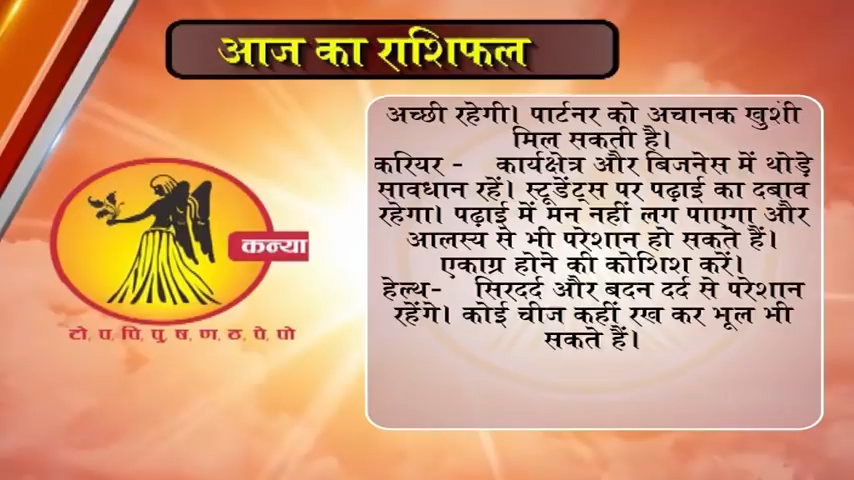 आज का राशिफल
अच्छी रहेगी। पार्टनर को अचानक खुशी
मिल सकती है।
करियर - कार्यक्षेत्र और बिजनेस में थोड़े
सावधान रहें। स्टूडेंट्स पर पढ़ाई का दबाव
रहेगा। पढ़ाई में मन नहीं लग पाएगा और
आलस्य से भी परेशान हो सकते हैं।
एकाग्र होने की कोशिश करें।
हेल्थ- सिरदर्द और बदन दर्द से परेशान
रहेंगे। कोई चीज कहीं रख कर भूल भी
सकते हैं।
कन्या
टो, प, पि, पु, ष, ण, ठ, पे, पो